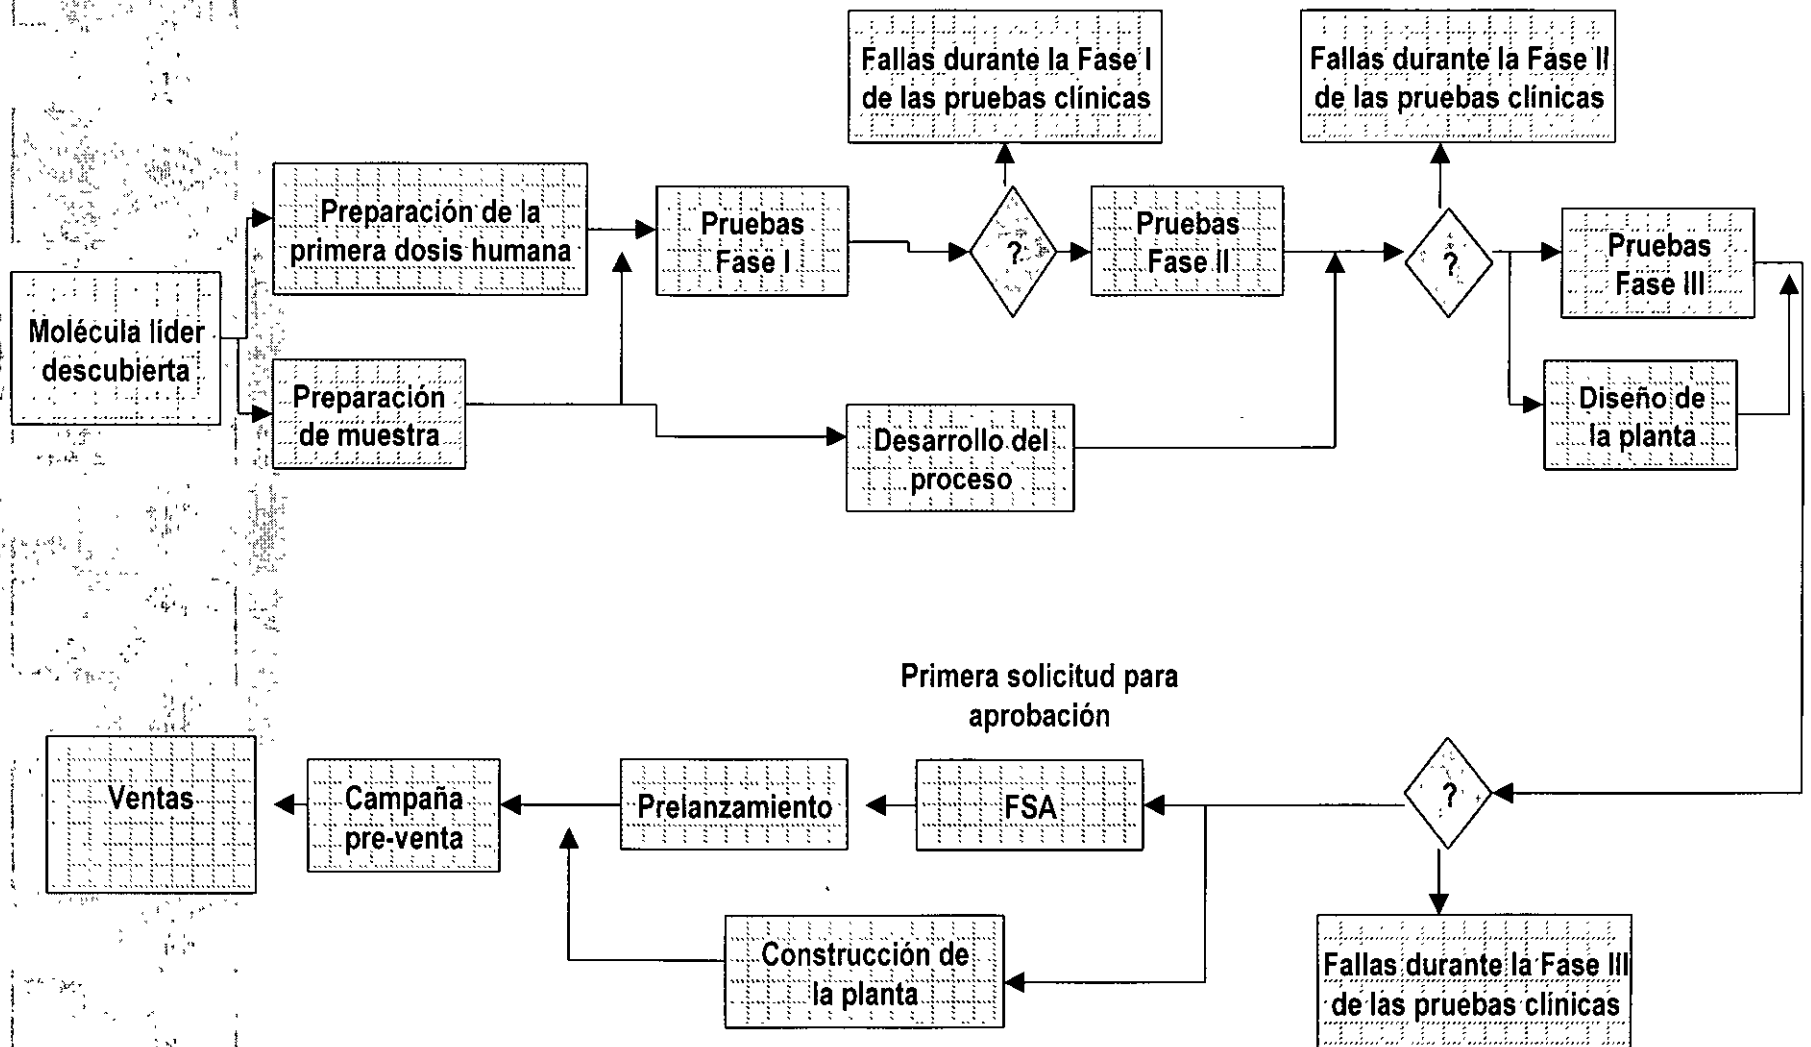 Fallas durante la Fase I
de las pruebas clínicas
Fallas durante la Fase II
de las pruebas clínicas
Preparación de la
primera dosis humana
Pruebas
Fase I
?
Pruebas
Fase II
?
Pruebas
Fase III
Molécula líder
descubierta
Preparación
de muestra
Desarrollo del
proceso
Diseño de
la planta
Primera solicitud para
aprobación
Ventas
Campaña
pre-venta
Prelanzamiento
FSA
?
Construcción de
la planta
Fallas durante la Fase III
de las pruebas clínicas